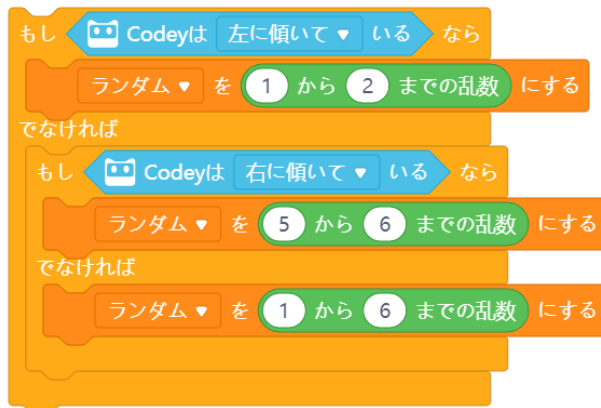 もし Codeyは 左に傾いて いる なら
ランダム を 1 から 2 までの乱数 にする
でなければ
もし Codeyは 右に傾いて いる なら
ランダム を 5 から 6 までの乱数 にする
でなければ
ランダム を 1 から 6 までの乱数 にする